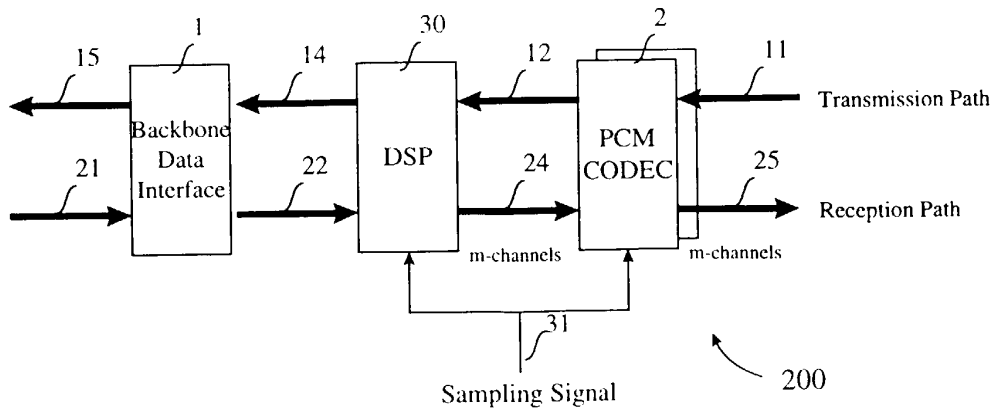 1
30
2
15
14
12
11
Transmission Path
Backbone
Data
Interface
DSP
PCM
CODEC
21
22
24
25
Reception Path
m-channels
m-channels
31
Sampling Signal
200